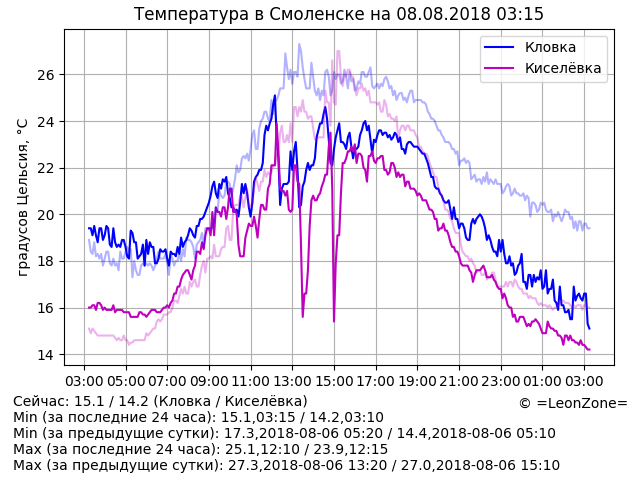 Температура в Смоленске на 08.08.2018 03:15
Кловка
Киселёвка
градусов Цельсия, °C
26
24
22
20
18
16
14
03:00 05:00 07:00 09:00 11:00 13:00 15:00 17:00 19:00 21:00 23:00 01:00 03:00
Сейчас: 15.1 / 14.2 (Кловка / Киселёвка)
© =LeonZone=
Min (за последние 24 часа): 15.1,03:15 / 14.2,03:10
Min (за предыдущие сутки): 17.3,2018-08-06 05:20 / 14.4,2018-08-06 05:10
Max (за последние 24 часа): 25.1,12:10 / 23.9,12:15
Max (за предыдущие сутки): 27.3,2018-08-06 13:20 / 27.0,2018-08-06 15:10